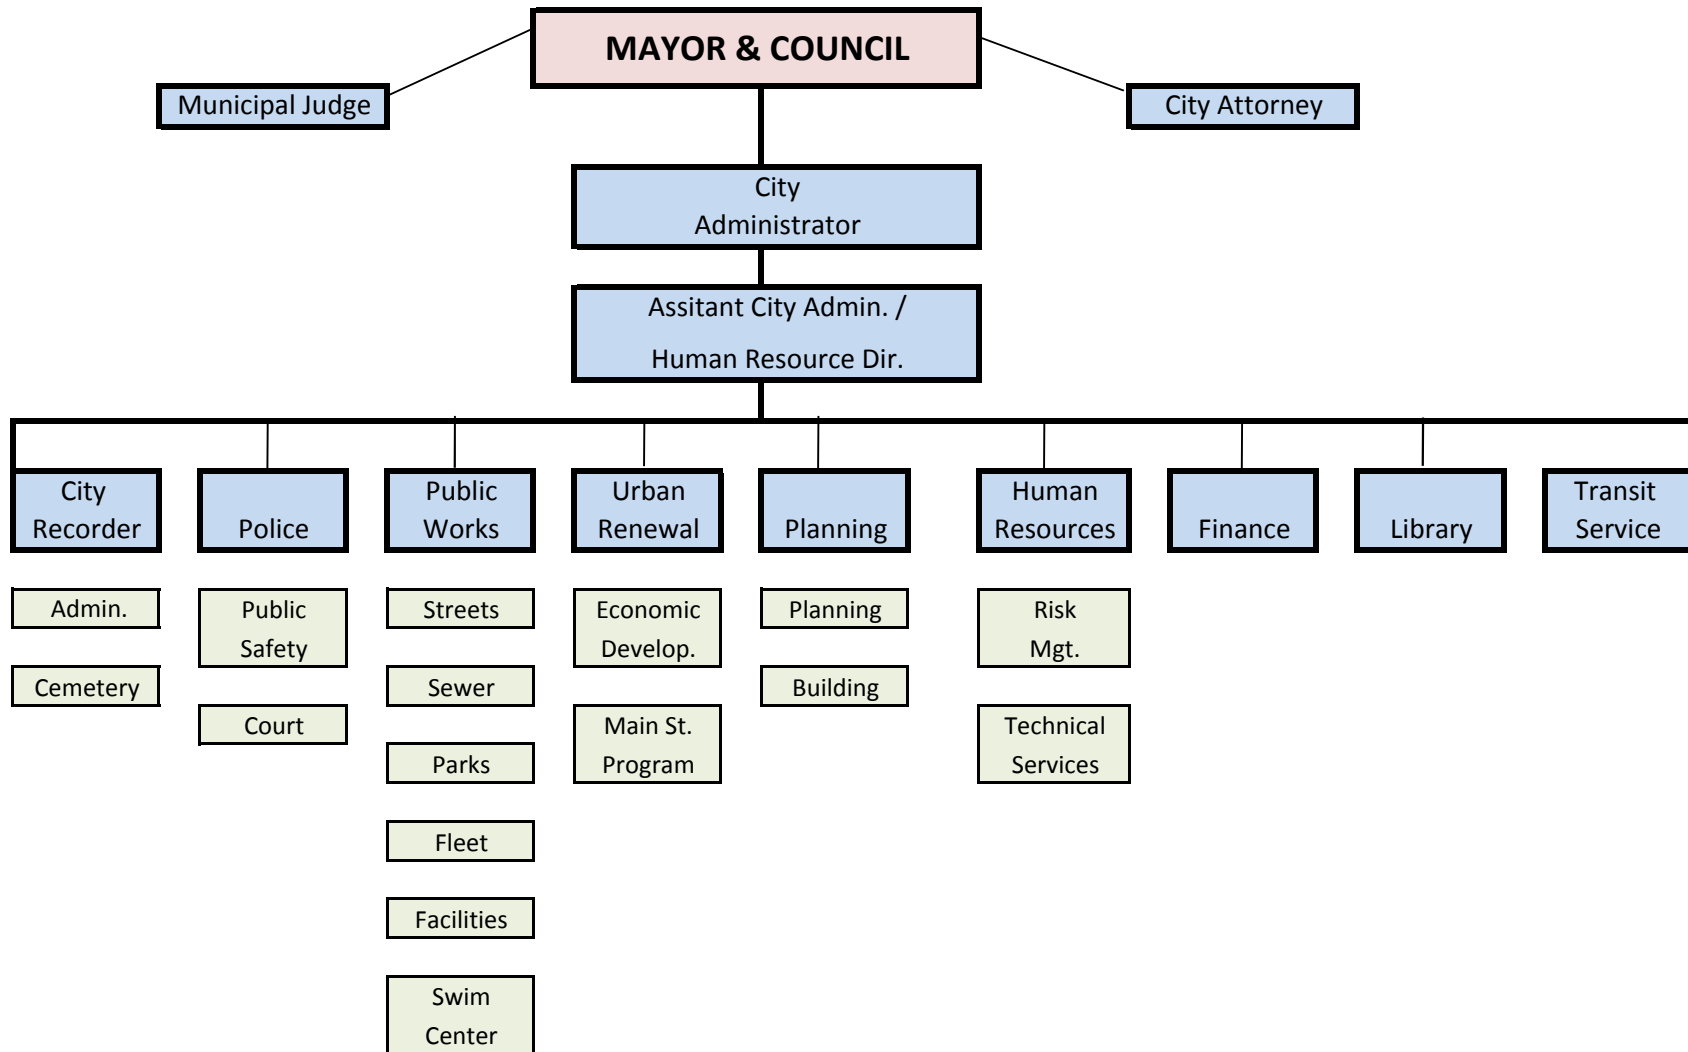 MAYOR & COUNCIL
Municipal Judge
City Attorney
City
Administrator
Assitant City Admin. /
Human Resource Dir.
City
Recorder
Police
Public
Works
Urban
Renewal
Planning
Human
Resources
Finance
Library
Transit
Service
Admin.
Cemetery
Public
Safety
Court
Streets
Sewer
Parks
Fleet
Facilities
Swim
Center
Economic
Develop.
Main St.
Program
Planning
Building
Risk
Mgt.
Technical
Services